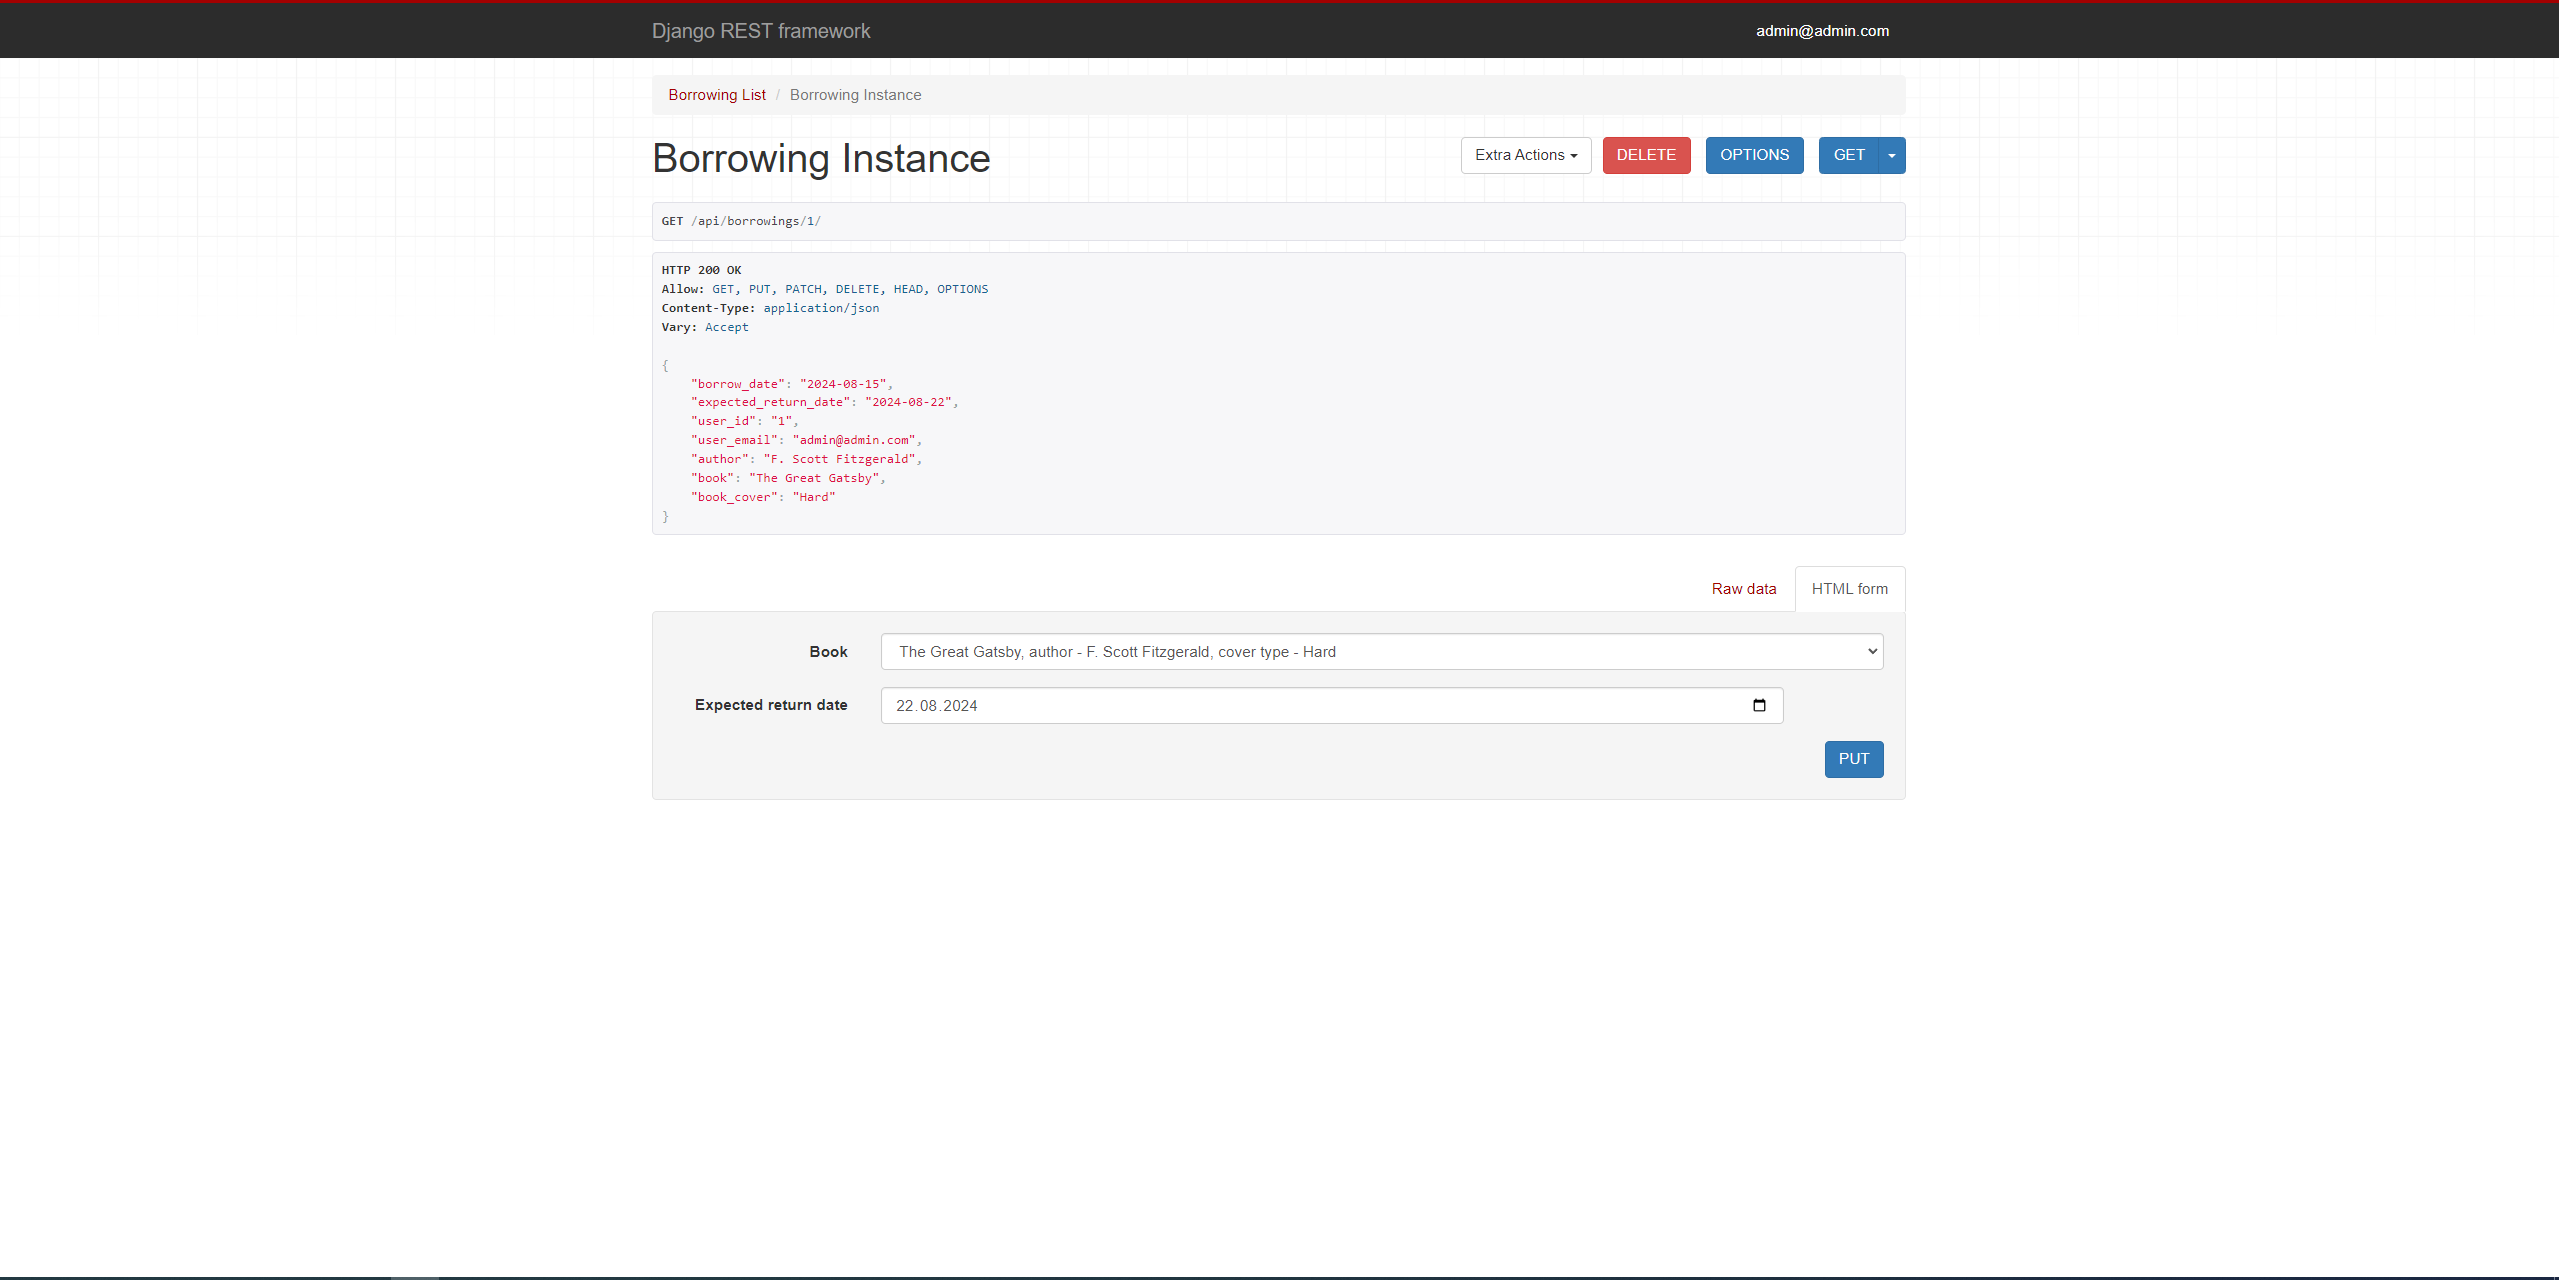 Django REST framework
admin@admin.com
Borrowing List / Borrowing Instance
Borrowing Instance
Extra Actions
DELETE
OPTIONS
GET
GET /api/borrowings/1/
HTTP 200 OK
Allow: GET, PUT, PATCH, DELETE, HEAD, OPTIONS
Content-Type: application/json
Vary: Accept
{
    "borrow_date": "2024-08-15",
    "expected_return_date": "2024-08-22",
    "user_id": "1",
    "user_email": "admin@admin.com",
    "author": "F. Scott Fitzgerald",
    "book": "The Great Gatsby",
    "book_cover": "Hard"
}
Raw data
HTML form
Book
The Great Gatsby, author - F. Scott Fitzgerald, cover type - Hard
Expected return date
22.08.2024
PUT